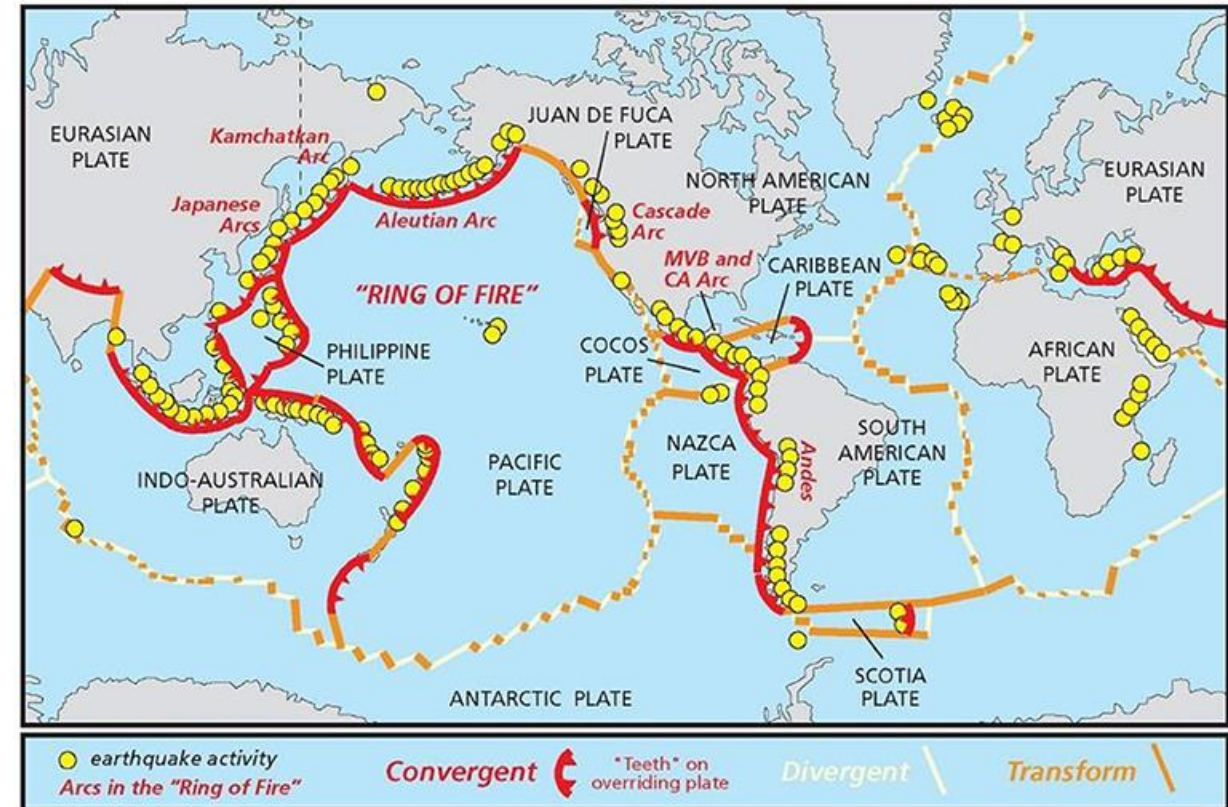 JUAN DE FUCA
PLATE
EURASIAN
PLATE
Kamchatkan
Arc
EURASIAN
PLATE
NORTH AMERICAN
PLATE
Japanese
Arcs
Aleutian Arc
Cascade
Arc
MVB and
CA Arc
CARIBBEAN
PLATE
"RING OF FIRE"
PHILIPPINE
PLATE
COCOS
PLATE
AFRICAN
PLATE
NAZCA
PLATE
SOUTH
AMERICAN
PLATE
Andes
PACIFIC
PLATE
INDO-AUSTRALIAN
PLATE
SCOTIA
PLATE
ANTARCTIC PLATE
earthquake activity
Arcs in the "Ring of Fire"
Convergent
"Teeth" on
overriding plate
Divergent
Transform